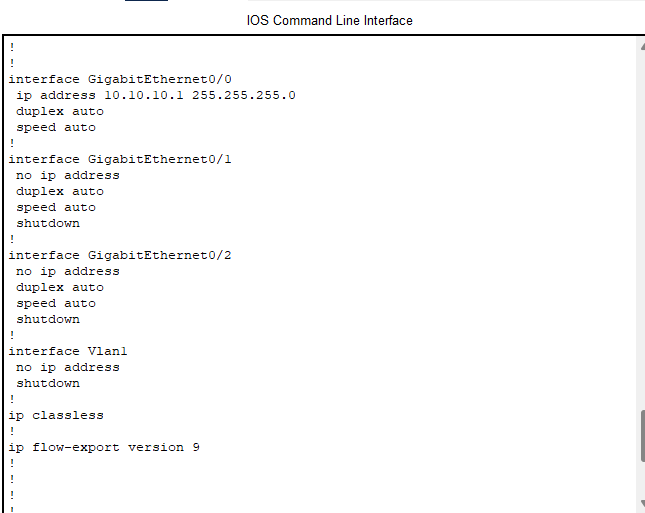 IOS Command Line Interface
!
!
interface GigabitEthernet0/0
ip address 10.10.10.1 255.255.255.0
duplex auto
speed auto
!
interface GigabitEthernet0/1
no ip address
duplex auto
speed auto
shutdown
!
interface GigabitEthernet0/2
no ip address
duplex auto
speed auto
shutdown
!
interface Vlan1
no ip address
shutdown
!
ip classless
!
ip flow-export version 9
!
!
!
!